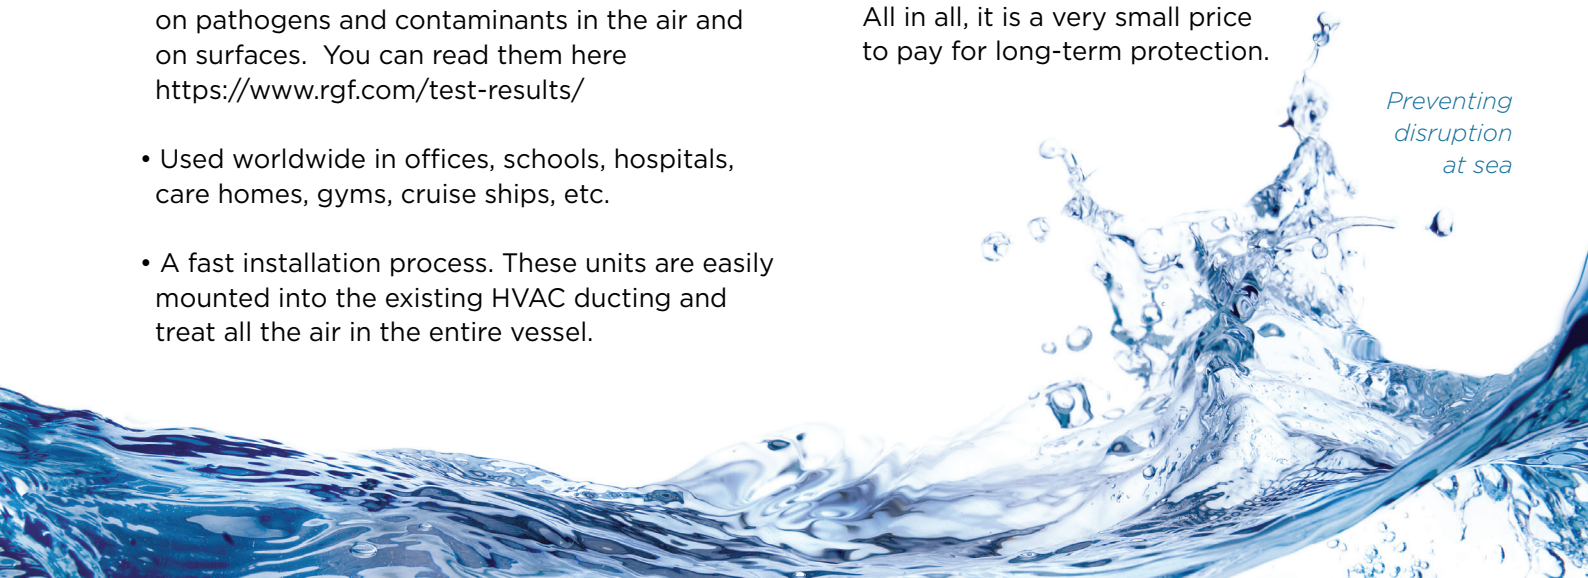 on pathogens and contaminants in the air and
on surfaces.  You can read them here
https://www.rgf.com/test-results/
• Used worldwide in offices, schools, hospitals,
care homes, gyms, cruise ships, etc.
• A fast installation process. These units are easily
mounted into the existing HVAC ducting and
treat all the air in the entire vessel.
All in all, it is a very small price
to pay for long-term protection.
Preventing
disruption
at sea